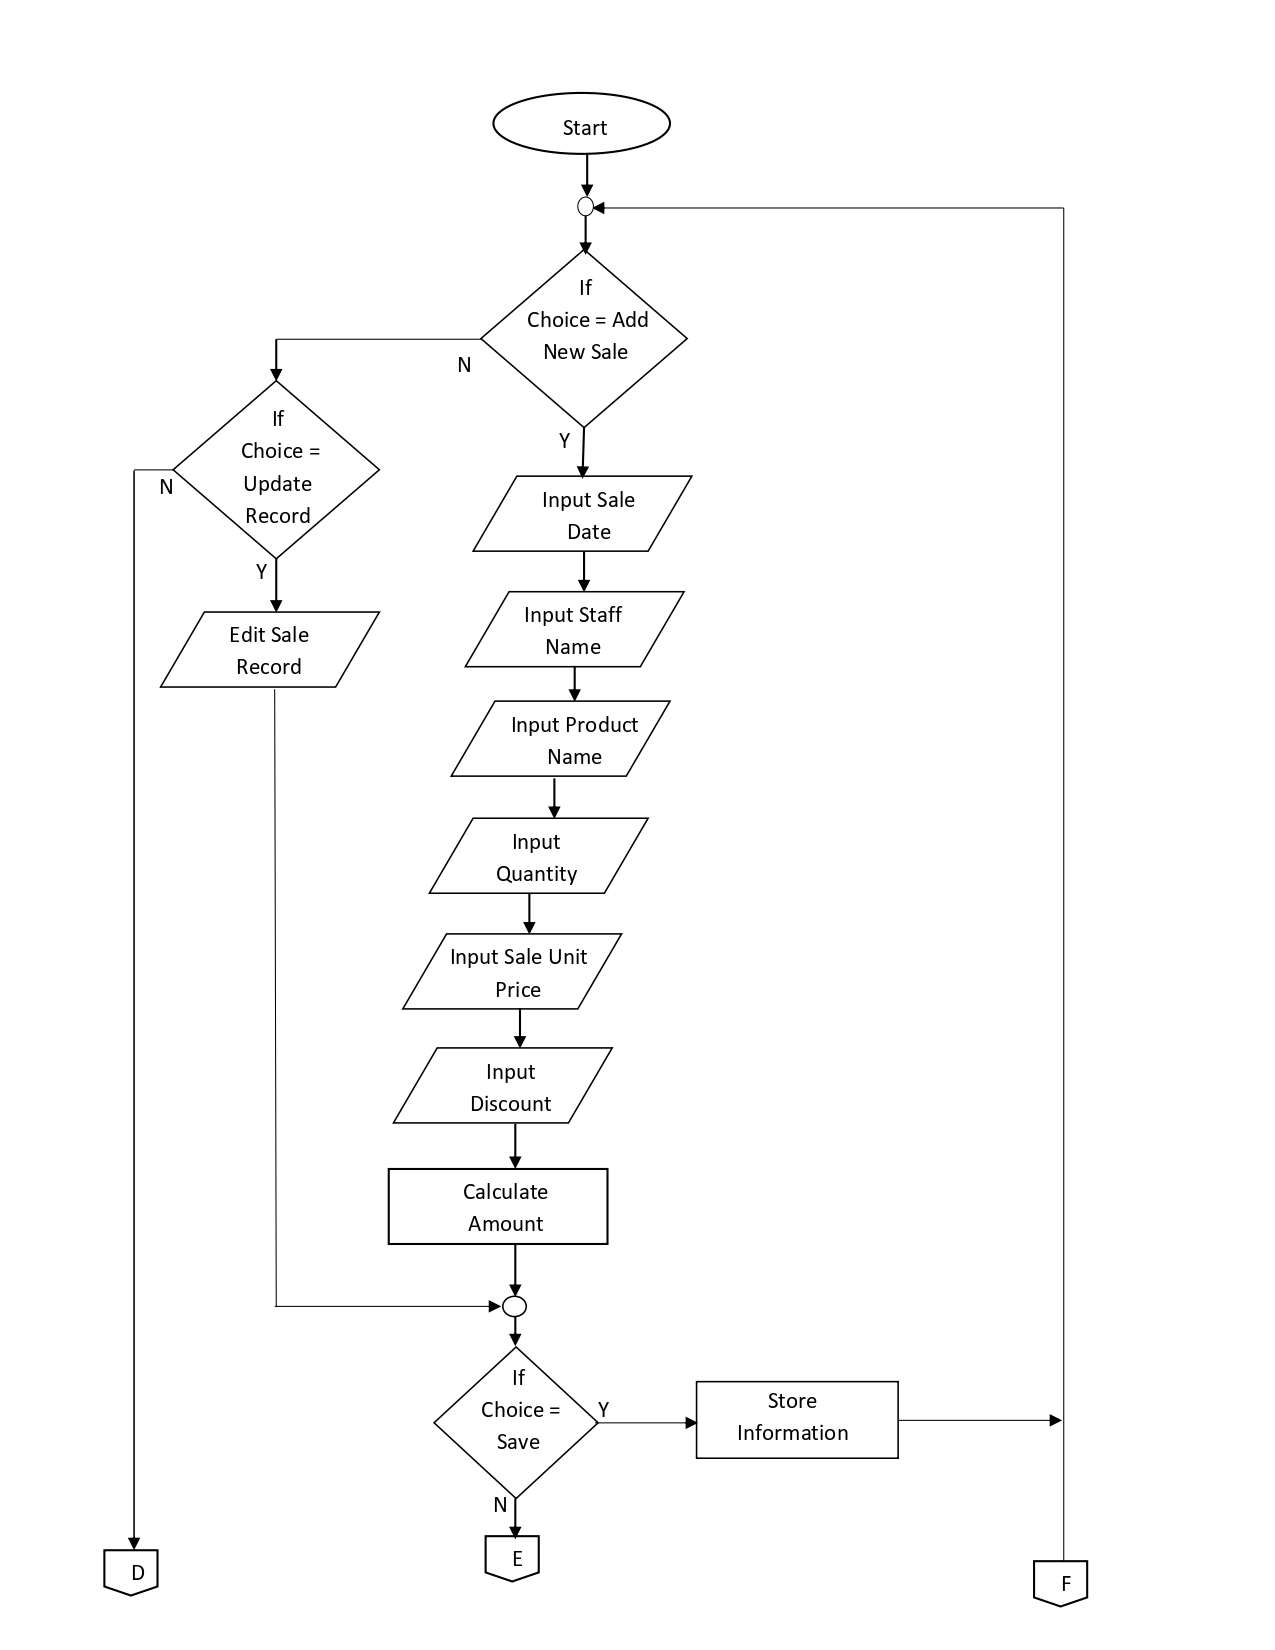 Start
If
Choice = Add
New Sale
N
If
Choice =
Update
Record
N
Y
Y
Input Sale
Date
Input Staff
Name
Edit Sale
Record
Input Product
Name
Input
Quantity
Input Sale Unit
Price
Input
Discount
Calculate
Amount
If
Choice =
Save
Y
Store
Information
N
D
E
F